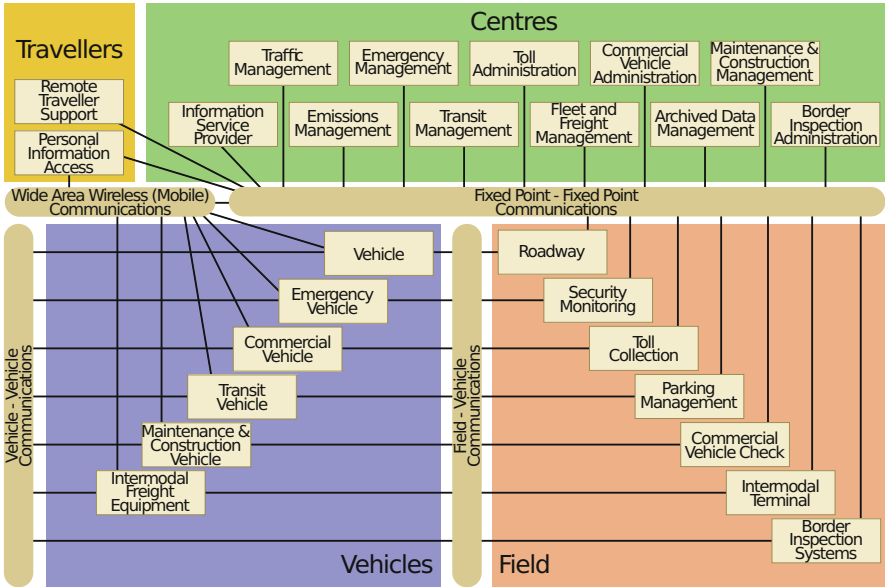 Travellers
Remote
Traveller
Support
Personal
Information
Access
Centres
Traffic
Management
Emergency
Management
Toll
Administration
Commercial
Vehicle
Administration
Maintenance &
Construction
Management
Information
Service
Provider
Emissions
Management
Transit
Management
Fleet and
Freight
Management
Archived Data
Management
Border
Inspection
Administration
Wide Area Wireless (Mobile)
Communications
Fixed Point - Fixed Point
Communications
Vehicle - Vehicle
Communications
Vehicle
Emergency
Vehicle
Commercial
Vehicle
Transit
Vehicle
Maintenance &
Construction
Vehicle
Intermodal
Freight
Equipment
Vehicles
Field - Vehicle
Communications
Roadway
Security
Monitoring
Toll
Collection
Parking
Management
Commercial
Vehicle Check
Intermodal
Terminal
Border
Inspection
Systems
Field